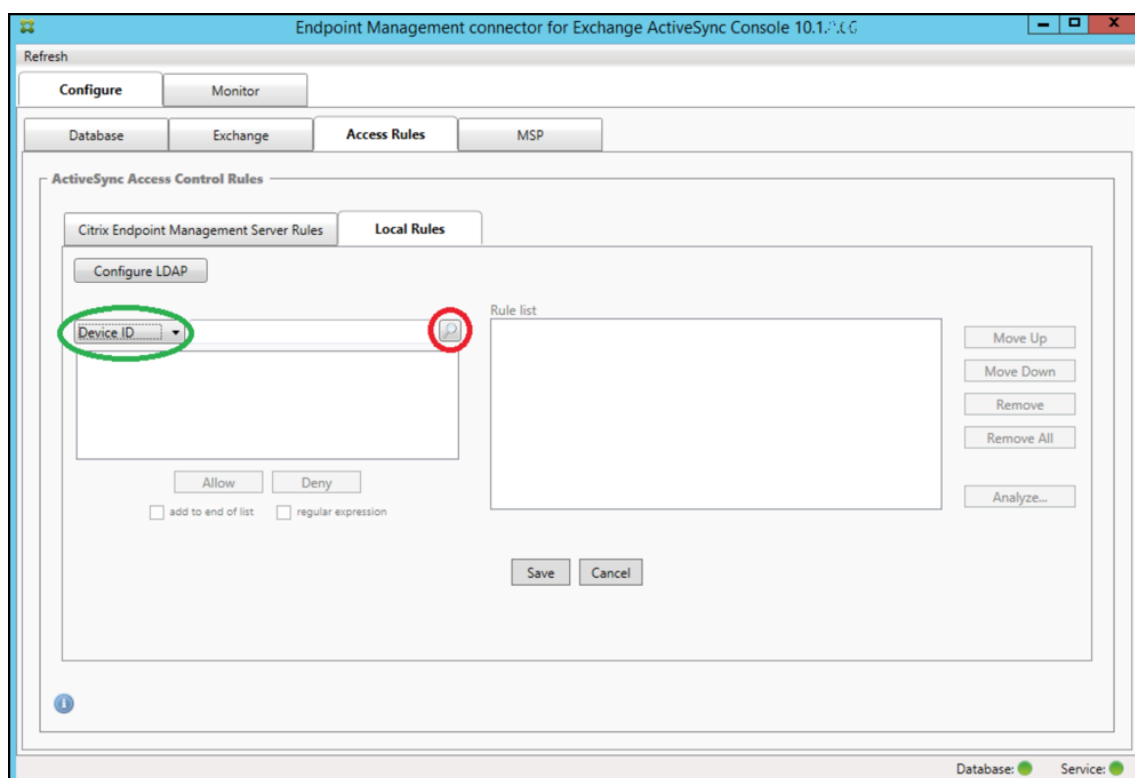 Endpoint Management connector for Exchange ActiveSync Console 10.1.
Refresh
Configure Monitor
Database Exchange Access Rules MSP
ActiveSync Access Control Rules
Citrix Endpoint Management Server Rules Local Rules
Configure LDAP
Rule list
Device ID
Move Up
Move Down
Remove
Remove All
Allow Deny
Analyze...
add to end of list regular expression
Save Cancel
Database: Service: